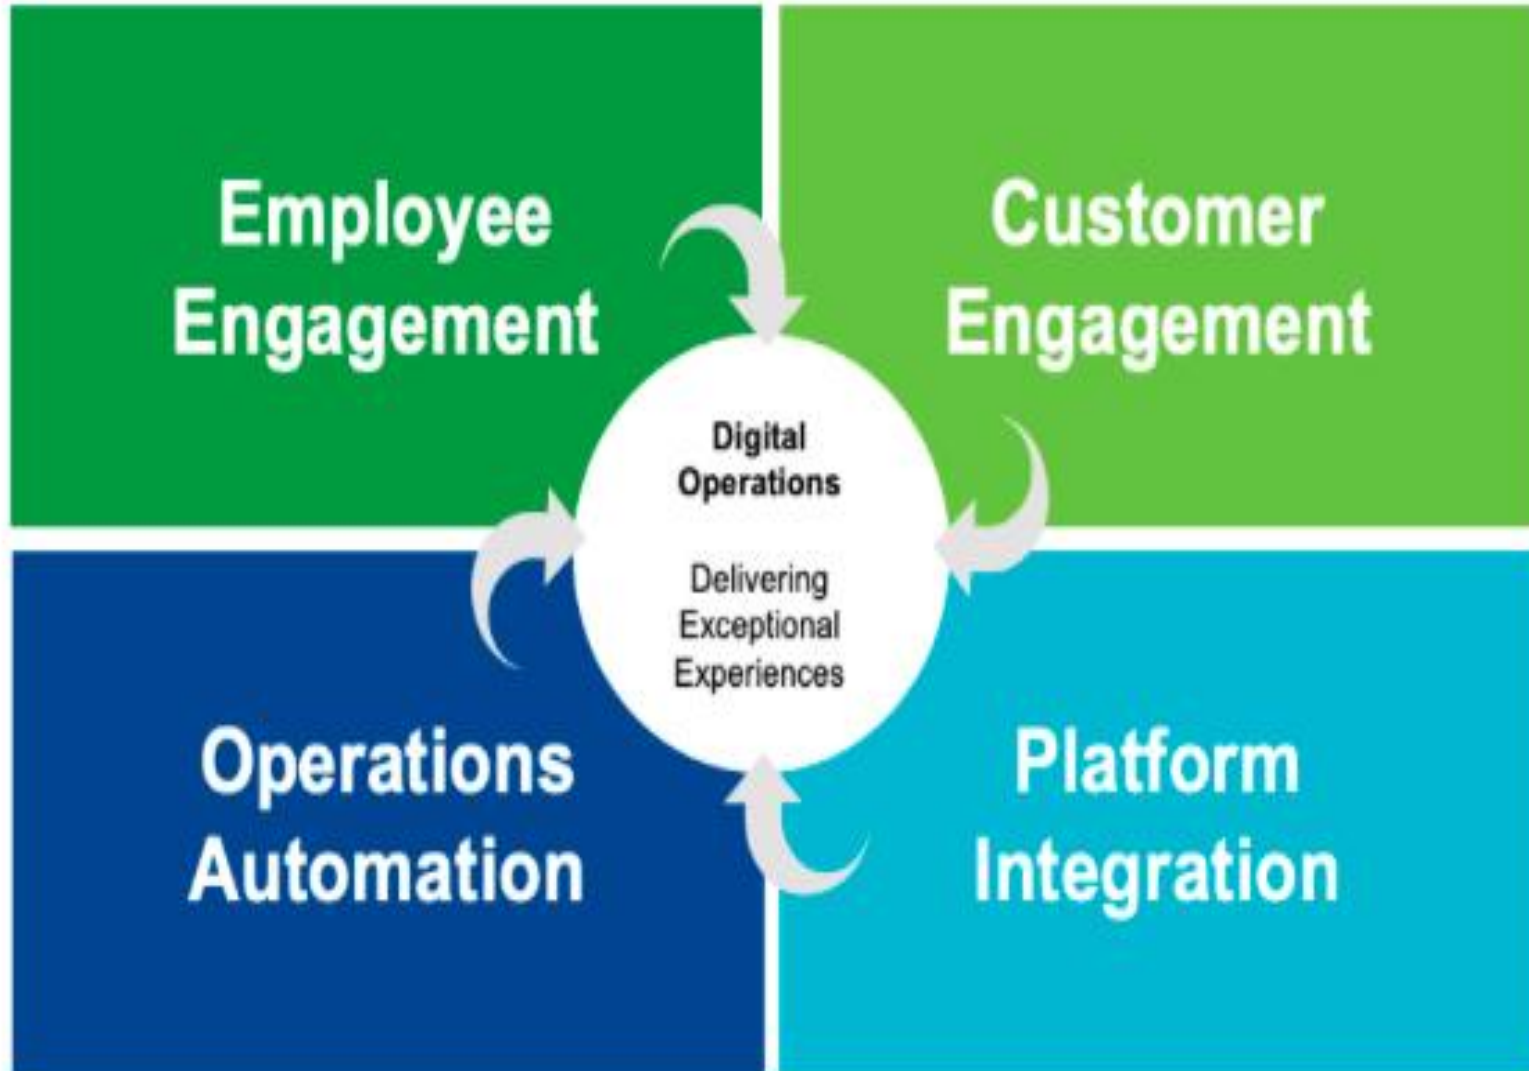 Employee
Engagement
Customer
Engagement
Digital
Operations
Delivering
Exceptional
Experiences
Operations
Automation
Platform
Integration